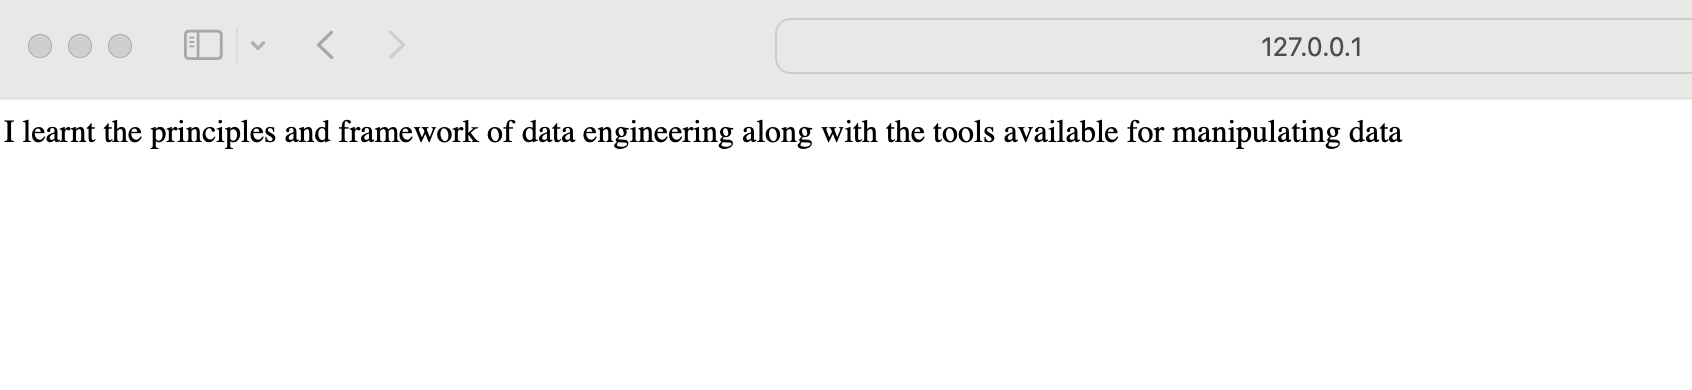 127.0.0.1
I learnt the principles and framework of data engineering along with the tools available for manipulating data